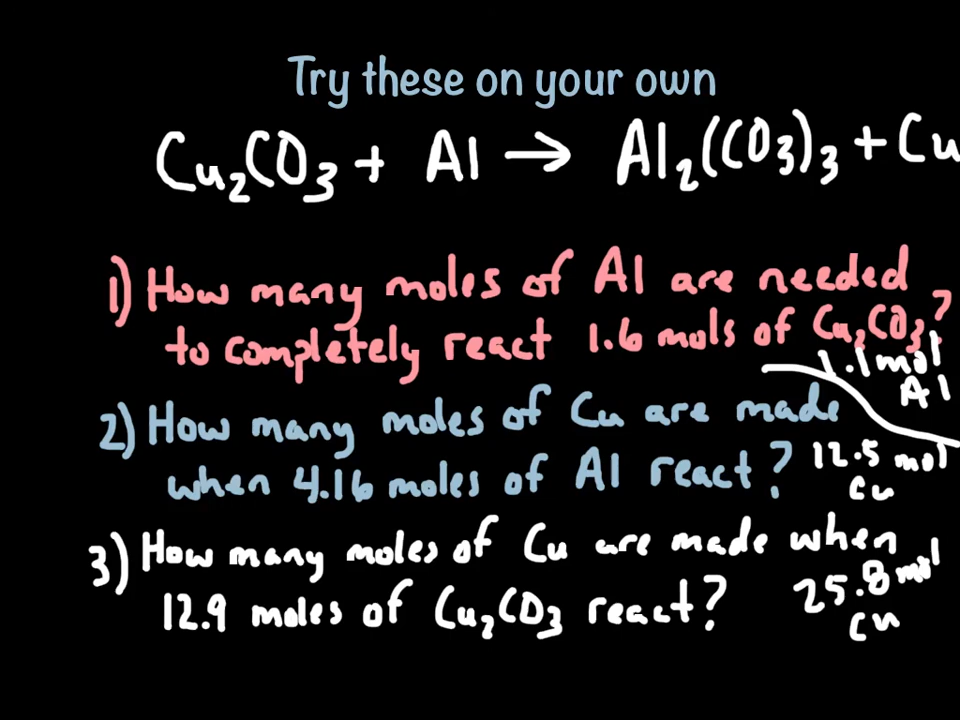 Try these on your own
Cu₂CO₃ + Al → Al₂(CO₃)₃ + Cu
1) How many moles of Al are needed
to completely react 1.6 mols of Cu₂CO₃?
1.1 mol
Al
2) How many moles of Cu are made
when 4.16 moles of Al react?
12.5 mol
Cu
3) How many moles of Cu are made when
12.9 moles of Cu₂CO₃ react?
25.8 mol
Cu